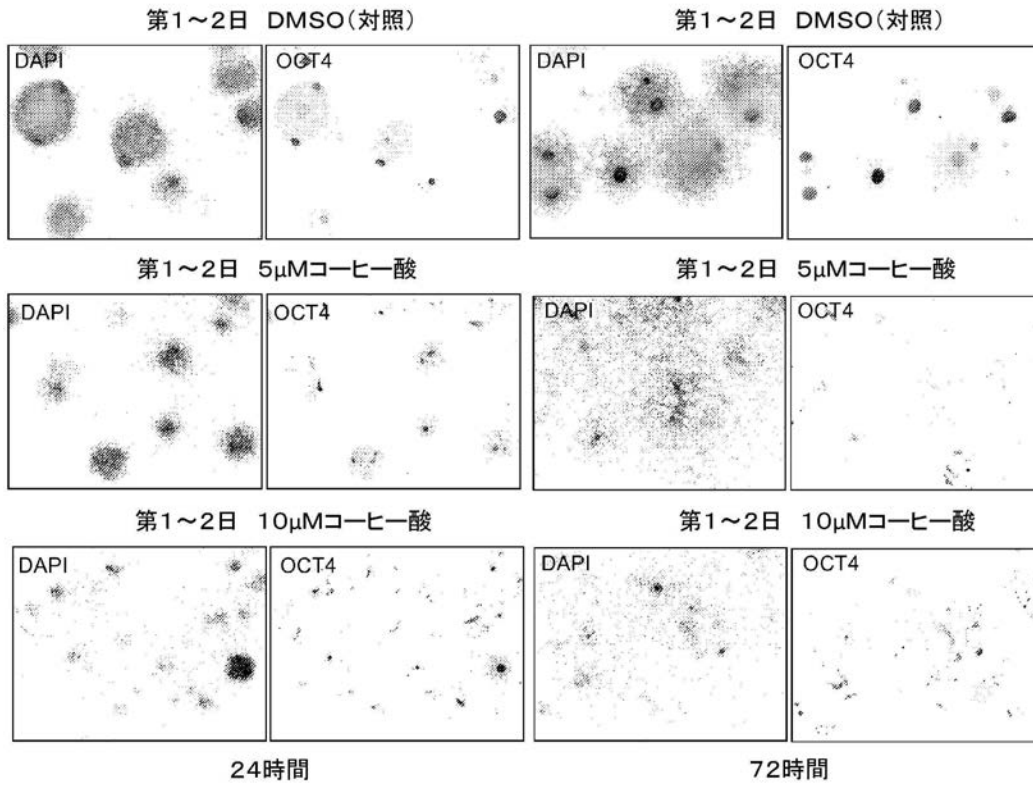 第1~2日 DMSO(対照) 第1~2日 DMSO(対照)
DAPI OCT4 DAPI OCT4
第1~2日 5μMコーヒー酸 第1~2日 5μMコーヒー酸
DAPI OCT4 DAPI OCT4
第1~2日 10μMコーヒー酸 第1~2日 10μMコーヒー酸
DAPI OCT4 DAPI OCT4
24時間 72時間